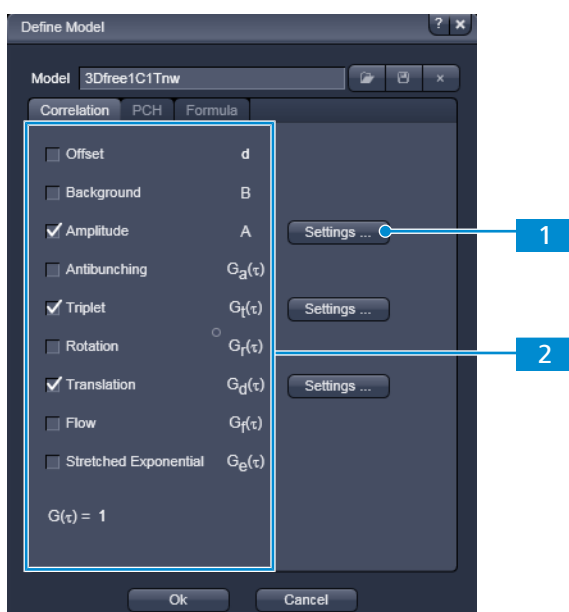 Define Model ? ×
Model 3Dfree1C1Tnw ×
Correlation PCH Formula
Offset d
Background B
Amplitude A Settings ... 1
Antibunching Ga(τ)
Triplet Gt(τ) Settings ...
Rotation Gr(τ) 2
Translation Gd(τ) Settings ...
Flow Gf(τ)
Stretched Exponential Ge(τ)
G(τ) = 1
Ok Cancel